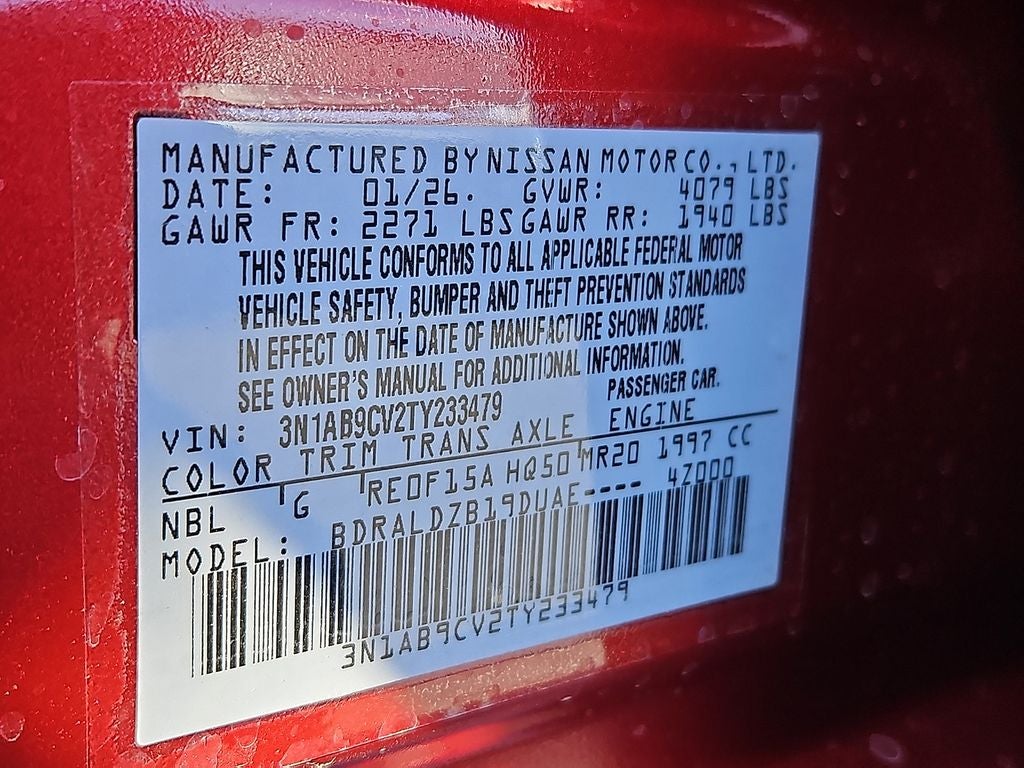 MANUFACTURED BY NISSAN MOTOR CO., LTD.
DATE: 01/26. GVWR: 4079 LBS
GAWR FR: 2271 LBS GAWR RR: 1940 LBS
THIS VEHICLE CONFORMS TO ALL APPLICABLE FEDERAL MOTOR
VEHICLE SAFETY, BUMPER AND THEFT PREVENTION STANDARDS
IN EFFECT ON THE DATE OF MANUFACTURE SHOWN ABOVE.
SEE OWNER'S MANUAL FOR ADDITIONAL INFORMATION.
VIN: 3N1AB9CV2TY233479 PASSENGER CAR.
COLOR TRIM TRANS AXLE ENGINE
NBL G RE0F15A HQ50 MR20 1997 CC
MODEL: BDRALDZB19DUAE---- 4Z000
3N1AB9CV2TY233479